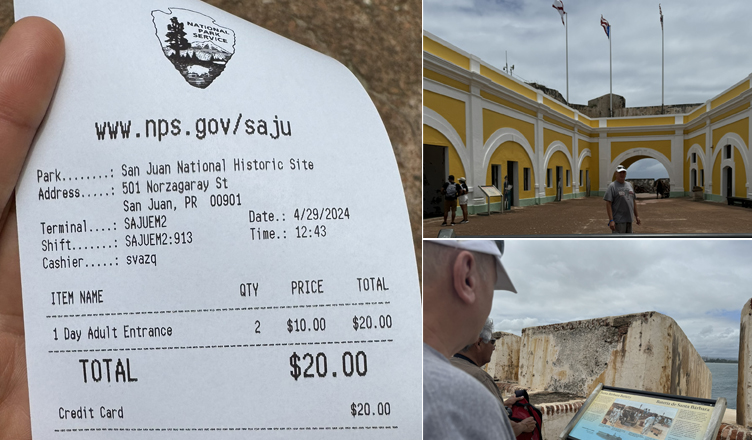 NATIONAL
PARK
SERVICE
www.nps.gov/saju
Park........: San Juan National Historic Site
Address.....: 501 Norzagaray St
San Juan, PR 00901
Terminal....: SAJUEM2
Date.: 4/29/2024
Shift.......: SAJUEM2:913
Time.: 12:43
Cashier.....: svazq
ITEM NAME QTY PRICE TOTAL
1 Day Adult Entrance 2 $10.00 $20.00
TOTAL $20.00
Credit Card $20.00
Santa Barbara